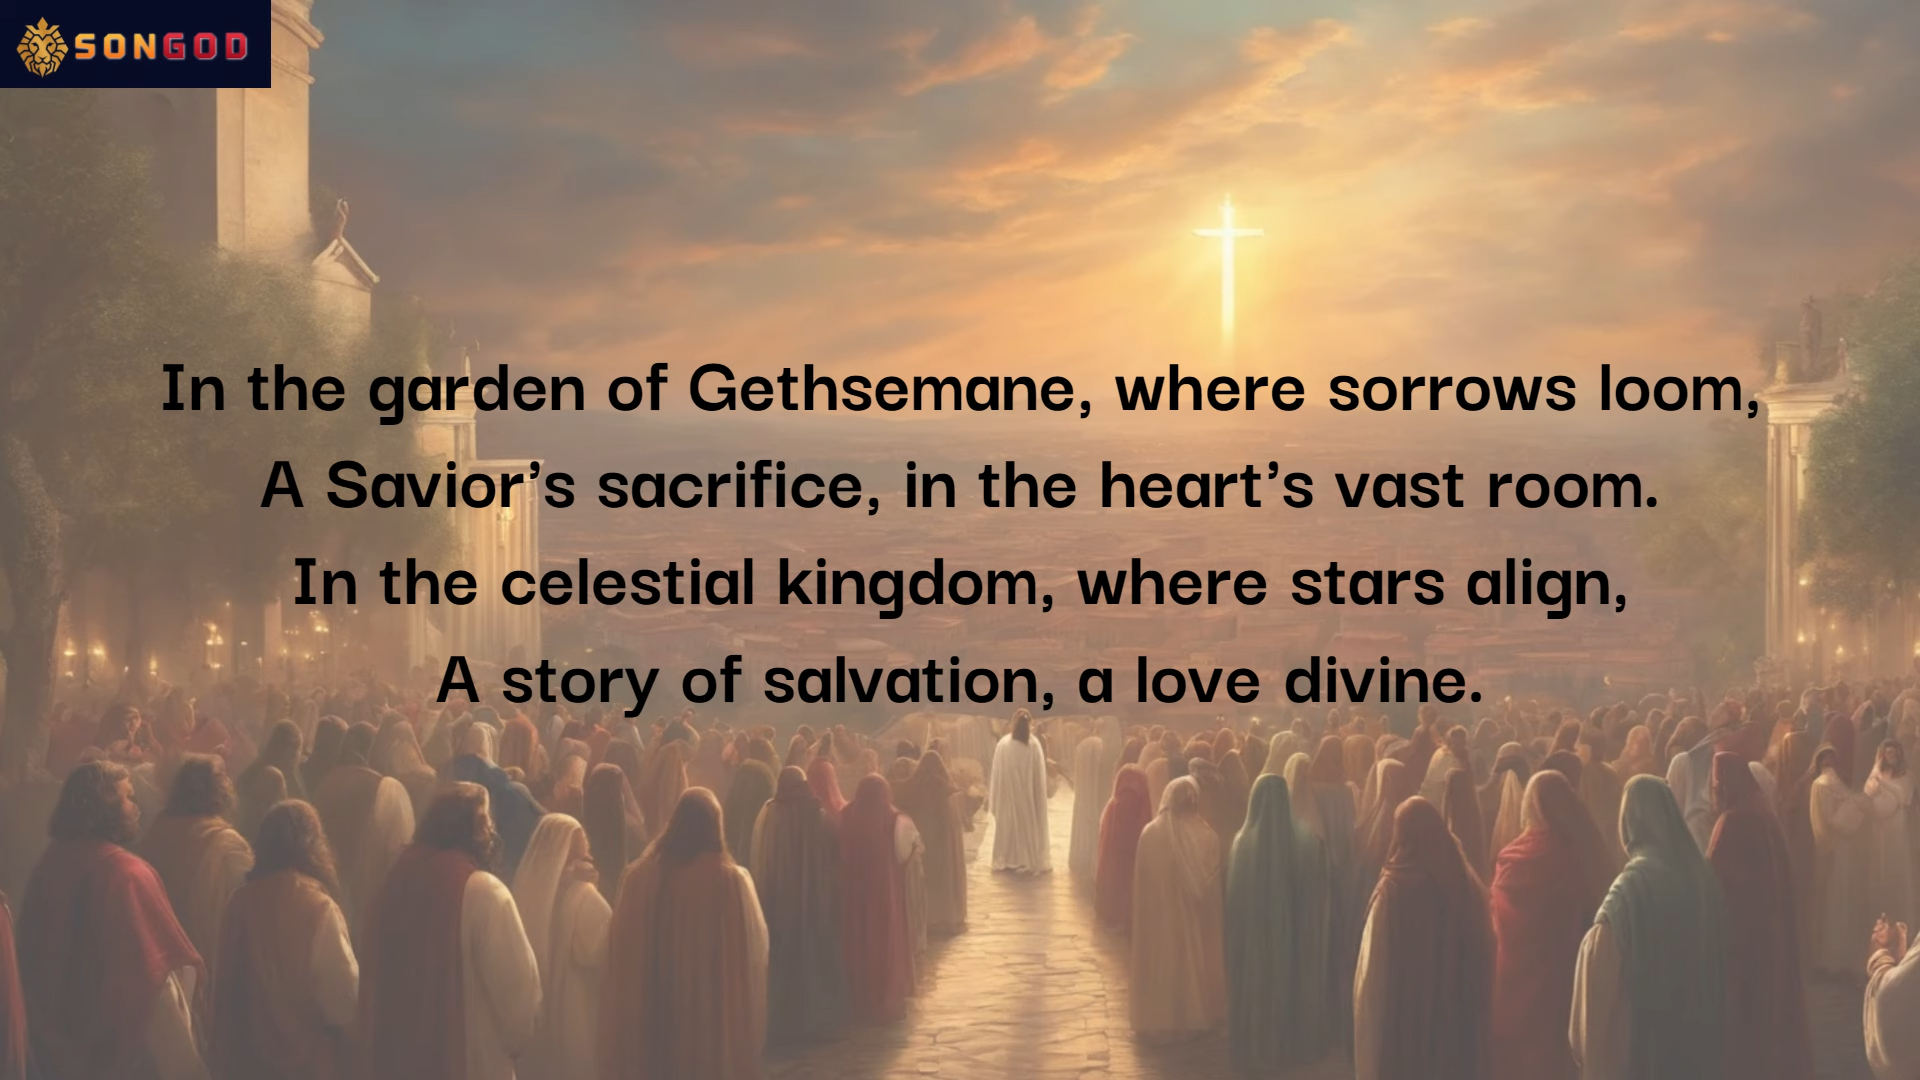 SONGOD
In the garden of Gethsemane, where sorrows loom,
A Savior’s sacrifice, in the heart’s vast room.
In the celestial kingdom, where stars align,
A story of salvation, a love divine.